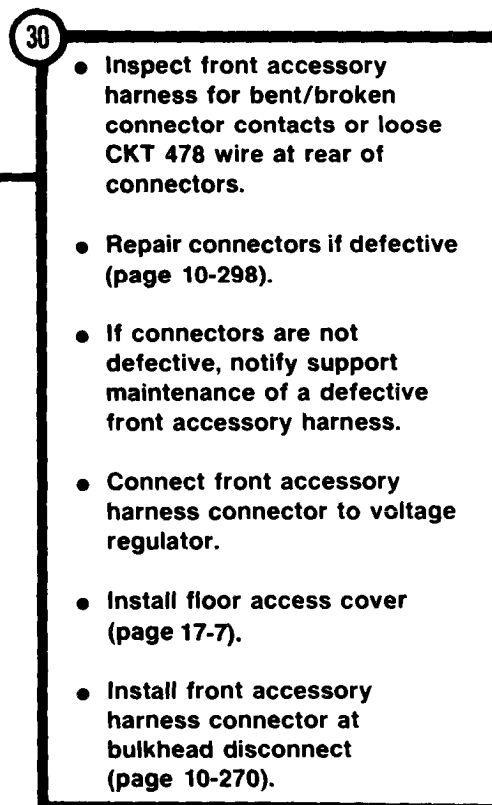 30
● Inspect front accessory
harness for bent/broken
connector contacts or loose
CKT 478 wire at rear of
connectors.
● Repair connectors if defective
(page 10-298).
● If connectors are not
defective, notify support
maintenance of a defective
front accessory harness.
● Connect front accessory
harness connector to voltage
regulator.
● Install floor access cover
(page 17-7).
● Install front accessory
harness connector at
bulkhead disconnect
(page 10-270).